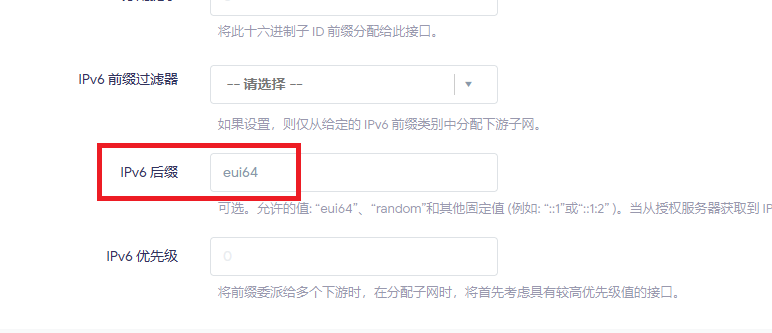 将此十六进制子 ID 前缀分配给此接口。
IPv6 前缀过滤器
-- 请选择 --
如果设置，则仅从给定的 IPv6 前缀类别中分配下游子网。
IPv6 后缀
eui64
可选。允许的值: “eui64”、“random”和其他固定值 (例如: “::1”或“::1:2” )。当从授权服务器获取到 IP
IPv6 优先级
0
将前缀委派给多个下游时，在分配子网时，将首先考虑具有较高优先级值的接口。